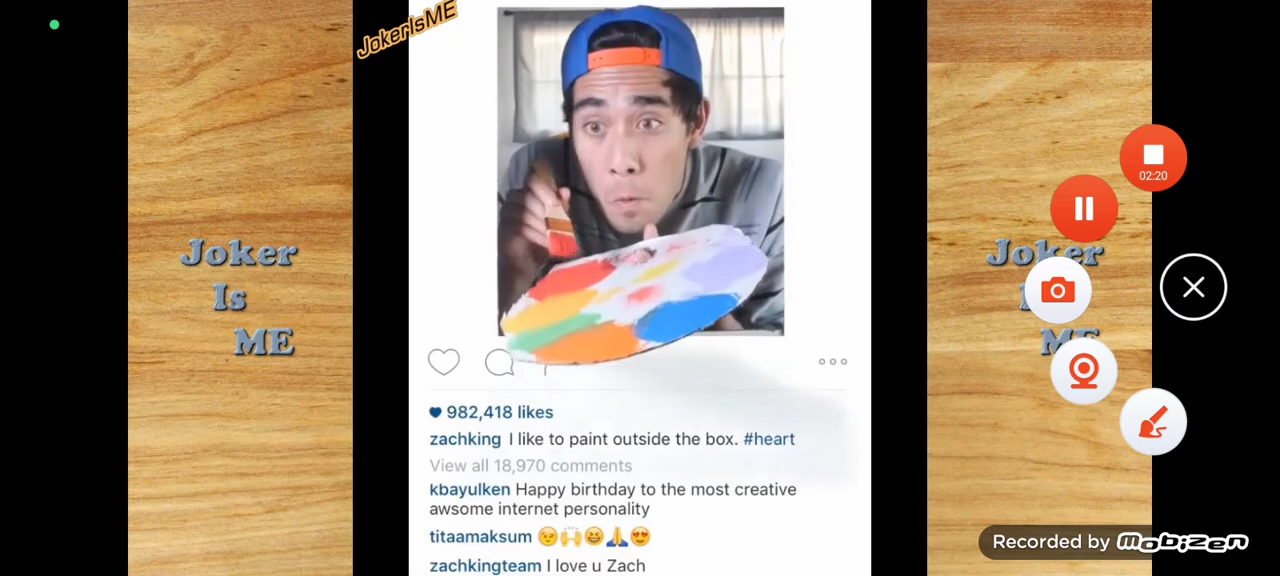 JokerIsME
Joker
Is
ME
982,418 likes
zachking I like to paint outside the box. #heart
View all 18,970 comments
kbayulken Happy birthday to the most creative
awsome internet personality
titaamaksum 😉🙌😆🙏😍
zachkingteam I love u Zach
Joker
ME
02:20
Recorded by mobizen